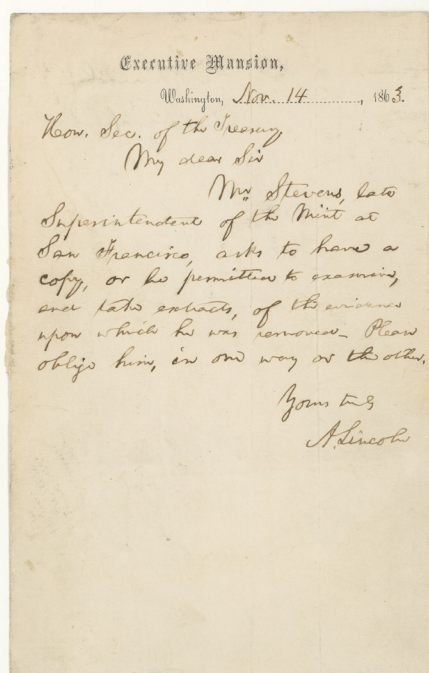 Executive Mansion,
Washington, Nov. 14, 1863.
Hon. Sec. of the Treasury
My dear Sir
Mr. Stevens, late
Superintendent of the Mint at
San Francisco, asks to have a
copy, or be permitted to examine,
and take extracts, of the evidence
upon which he was removed_ Please
oblige him, in one way or the other.
Yours truly
A. Lincoln